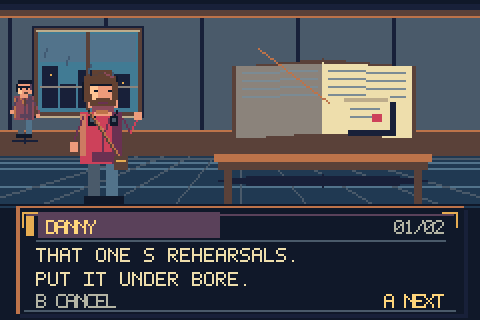 DANNY 01/02
THAT ONE S REHEARSALS.
PUT IT UNDER BORE.
B CANCEL A NEXT